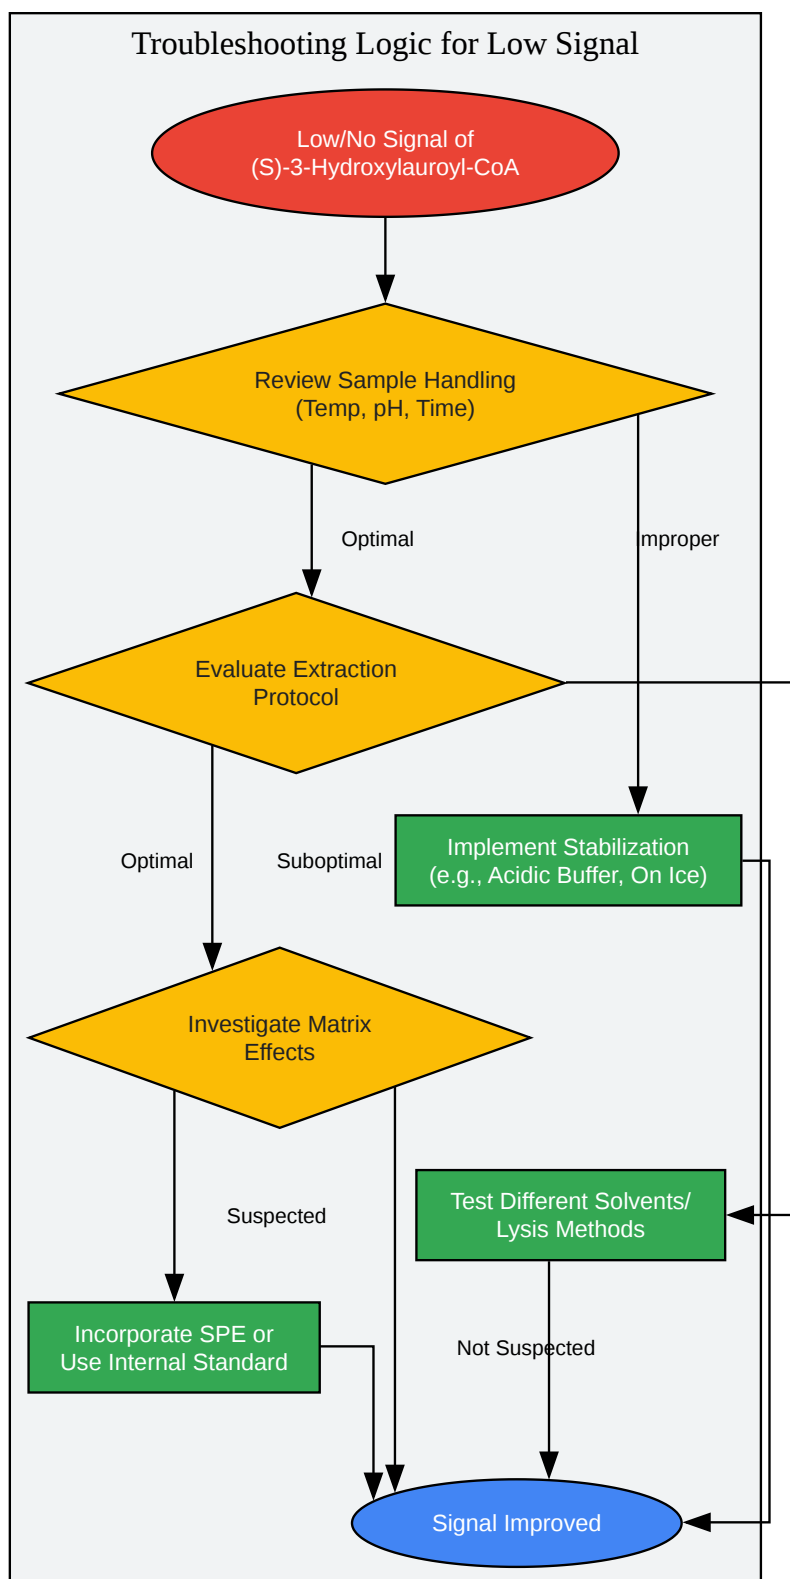 Troubleshooting Logic for Low Signal
Low/No Signal of
(S)-3-Hydroxylauroyl-CoA
Review Sample Handling
(Temp, pH, Time)
Optimal
Improper
Evaluate Extraction
Protocol
Optimal
Suboptimal
Implement Stabilization
(e.g., Acidic Buffer, On Ice)
Investigate Matrix
Effects
Suspected
Test Different Solvents/
Lysis Methods
Incorporate SPE or
Use Internal Standard
Not Suspected
Signal Improved